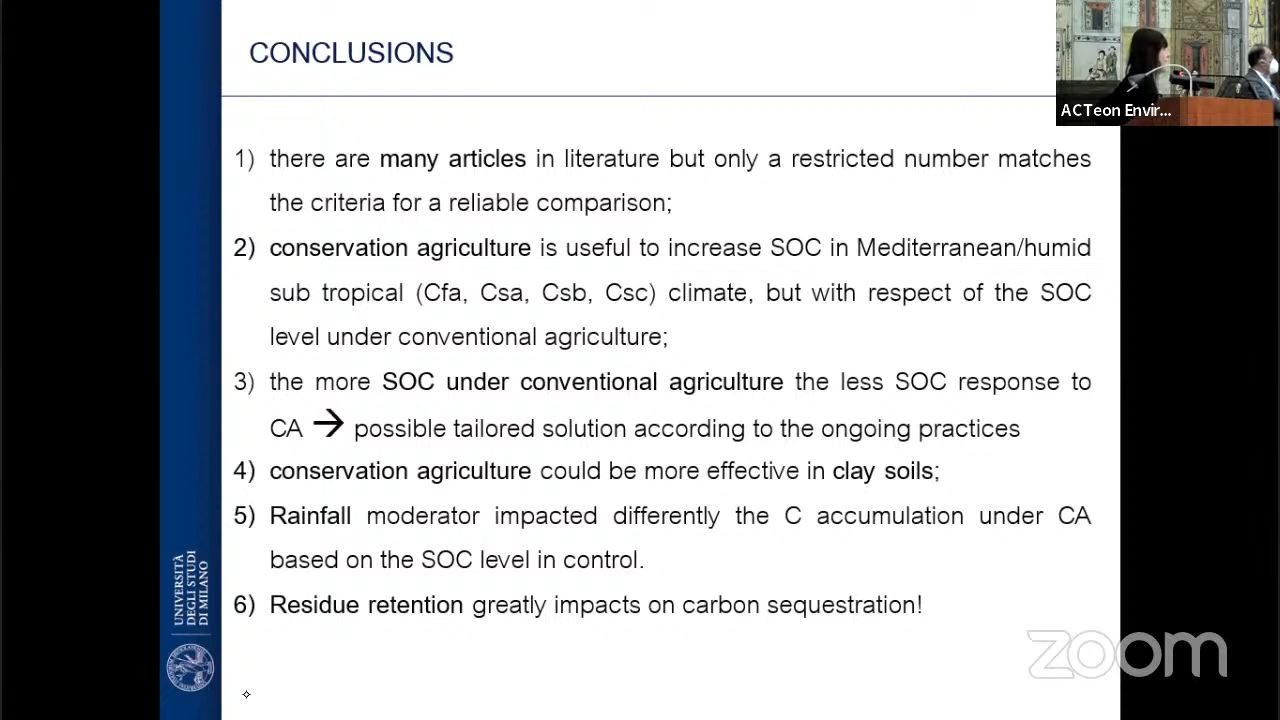 CONCLUSIONS
ACTeon Envir...
1) there are many articles in literature but only a restricted number matches
the criteria for a reliable comparison;
2) conservation agriculture is useful to increase SOC in Mediterranean/humid
sub tropical (Cfa, Csa, Csb, Csc) climate, but with respect of the SOC
level under conventional agriculture;
3) the more SOC under conventional agriculture the less SOC response to
CA → possible tailored solution according to the ongoing practices
4) conservation agriculture could be more effective in clay soils;
5) Rainfall moderator impacted differently the C accumulation under CA
based on the SOC level in control.
6) Residue retention greatly impacts on carbon sequestration!
UNIVERSITÀ
DEGLI STUDI
DI MILANO
zoom